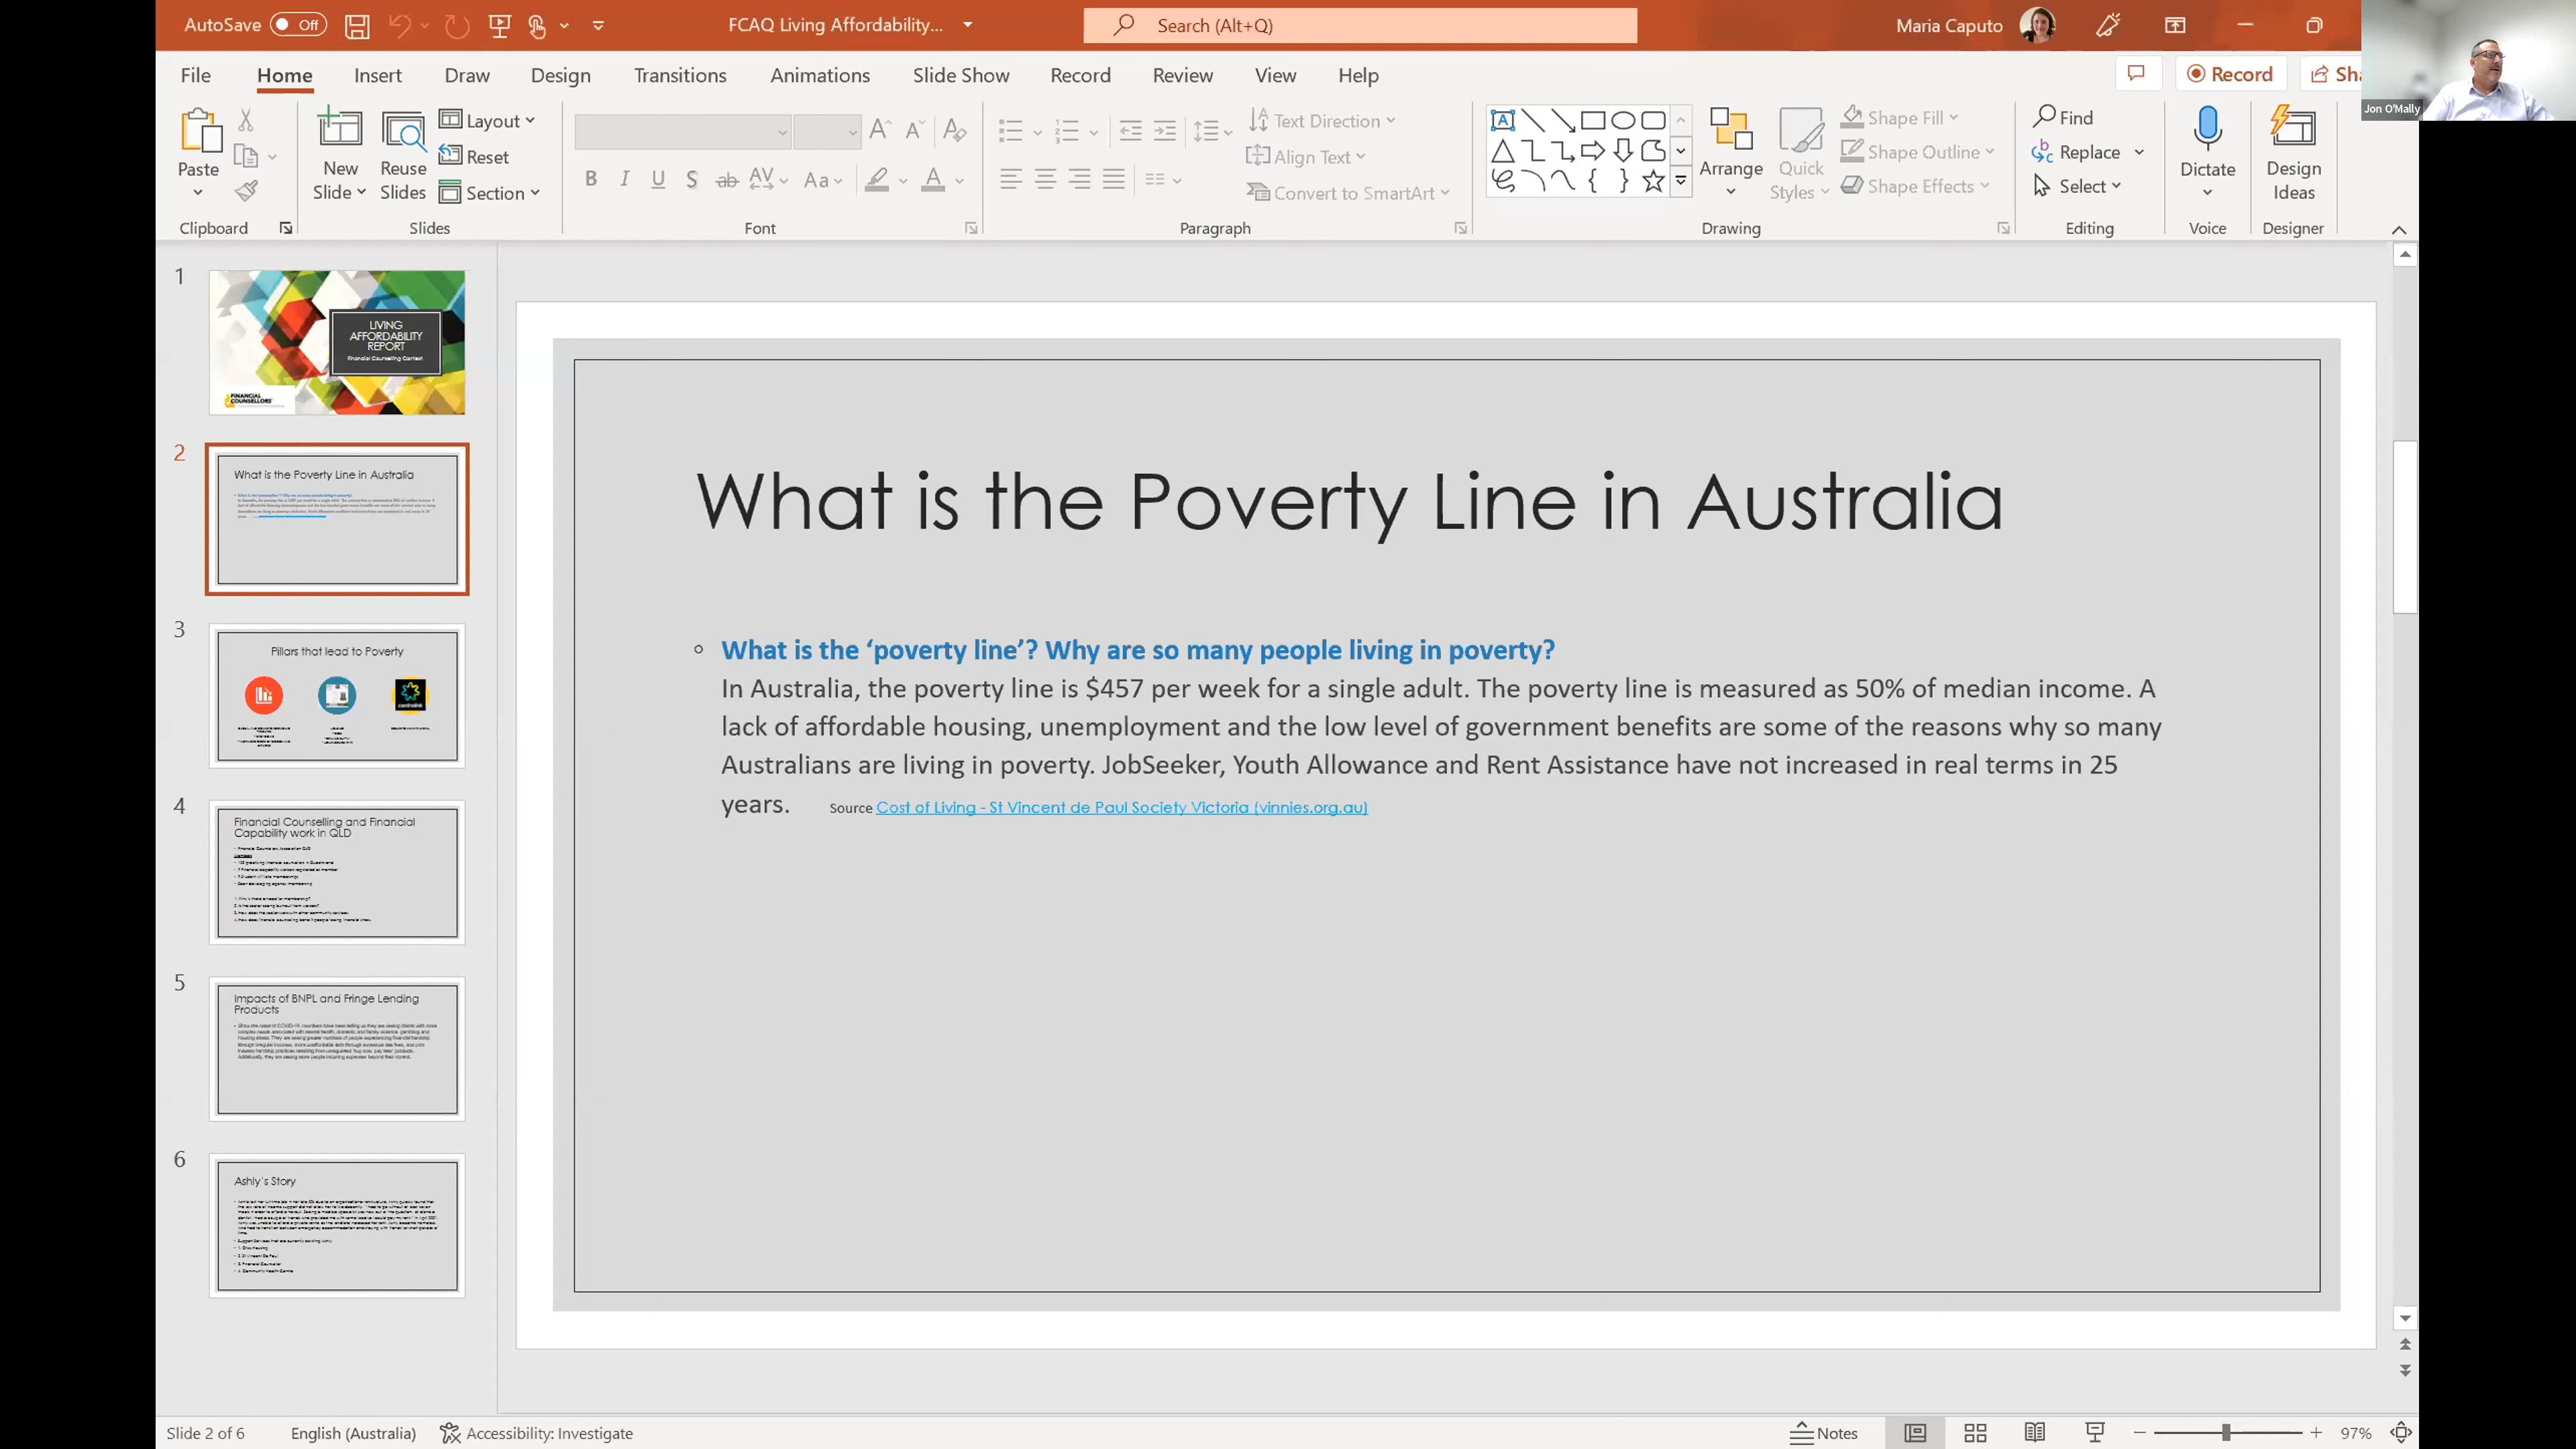 AutoSave Off
FCAQ Living Affordability...
Search (Alt+Q)
Maria Caputo
File Home Insert Draw Design Transitions Animations Slide Show Record Review View Help
Record
Jon O'Mally
Paste
New Slide
Reuse Slides
Layout
Reset
Section
Text Direction
Align Text
Convert to SmartArt
Arrange
Quick Styles
Shape Fill
Shape Outline
Shape Effects
Find
Replace
Select
Dictate
Design Ideas
Clipboard Slides Font Paragraph Drawing Editing Voice Designer
1
LIVING
AFFORDABILITY
REPORT
Financial Counselling Context
FINANCIAL
COUNSELLORS'
2
What is the Poverty Line in Australia
3
Pillars that lead to Poverty
4
Financial Counselling and Financial
Capability work in QLD
5
Impacts of BNPL and Fringe Lending
Products
6
Ashly's Story
What is the Poverty Line in Australia
What is the ‘poverty line’? Why are so many people living in poverty?
In Australia, the poverty line is $457 per week for a single adult. The poverty line is measured as 50% of median income. A
lack of affordable housing, unemployment and the low level of government benefits are some of the reasons why so many
Australians are living in poverty. JobSeeker, Youth Allowance and Rent Assistance have not increased in real terms in 25
years. Source Cost of Living - St Vincent de Paul Society Victoria (vinnies.org.au)
Slide 2 of 6 English (Australia) Accessibility: Investigate Notes 97%